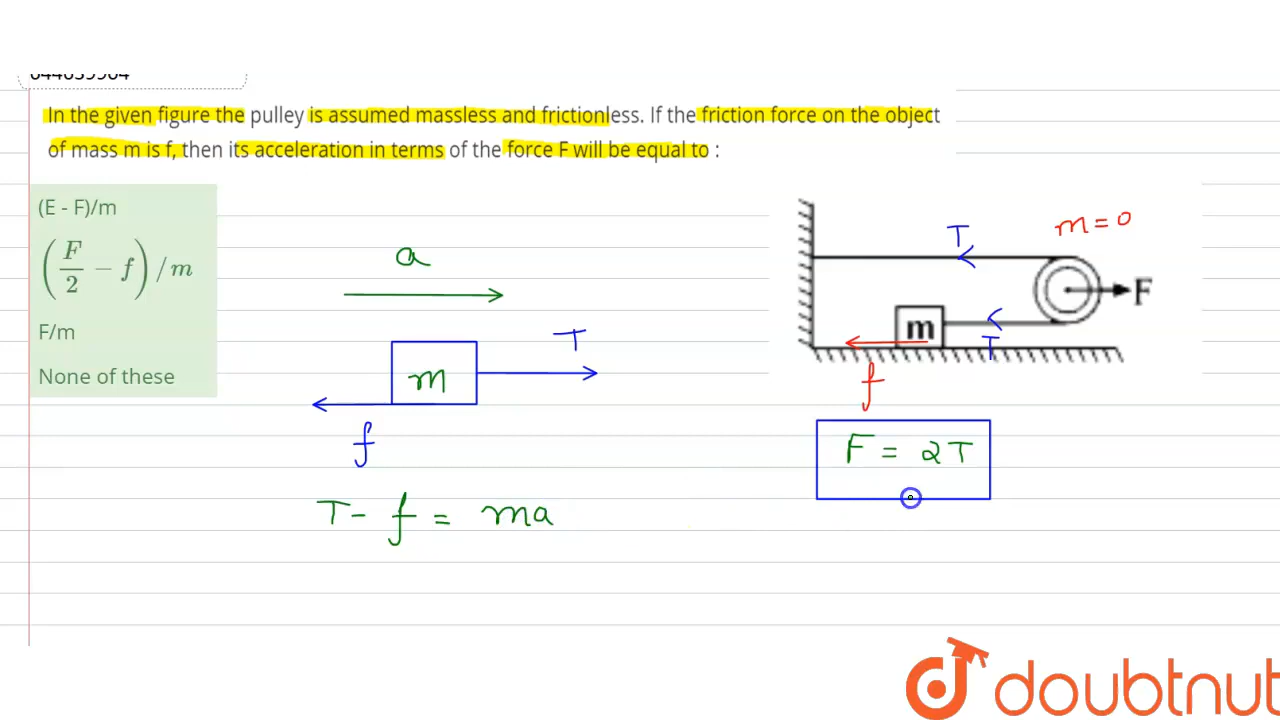 In the given figure the pulley is assumed massless and frictionless. If the friction force on the object
of mass m is f, then its acceleration in terms of the force F will be equal to :
(E - F)/m
(F/2 − f)/m
F/m
None of these
a
T
m
f
T - f = ma
T
m = 0
F
m
T
f
F = 2T
doubtnut